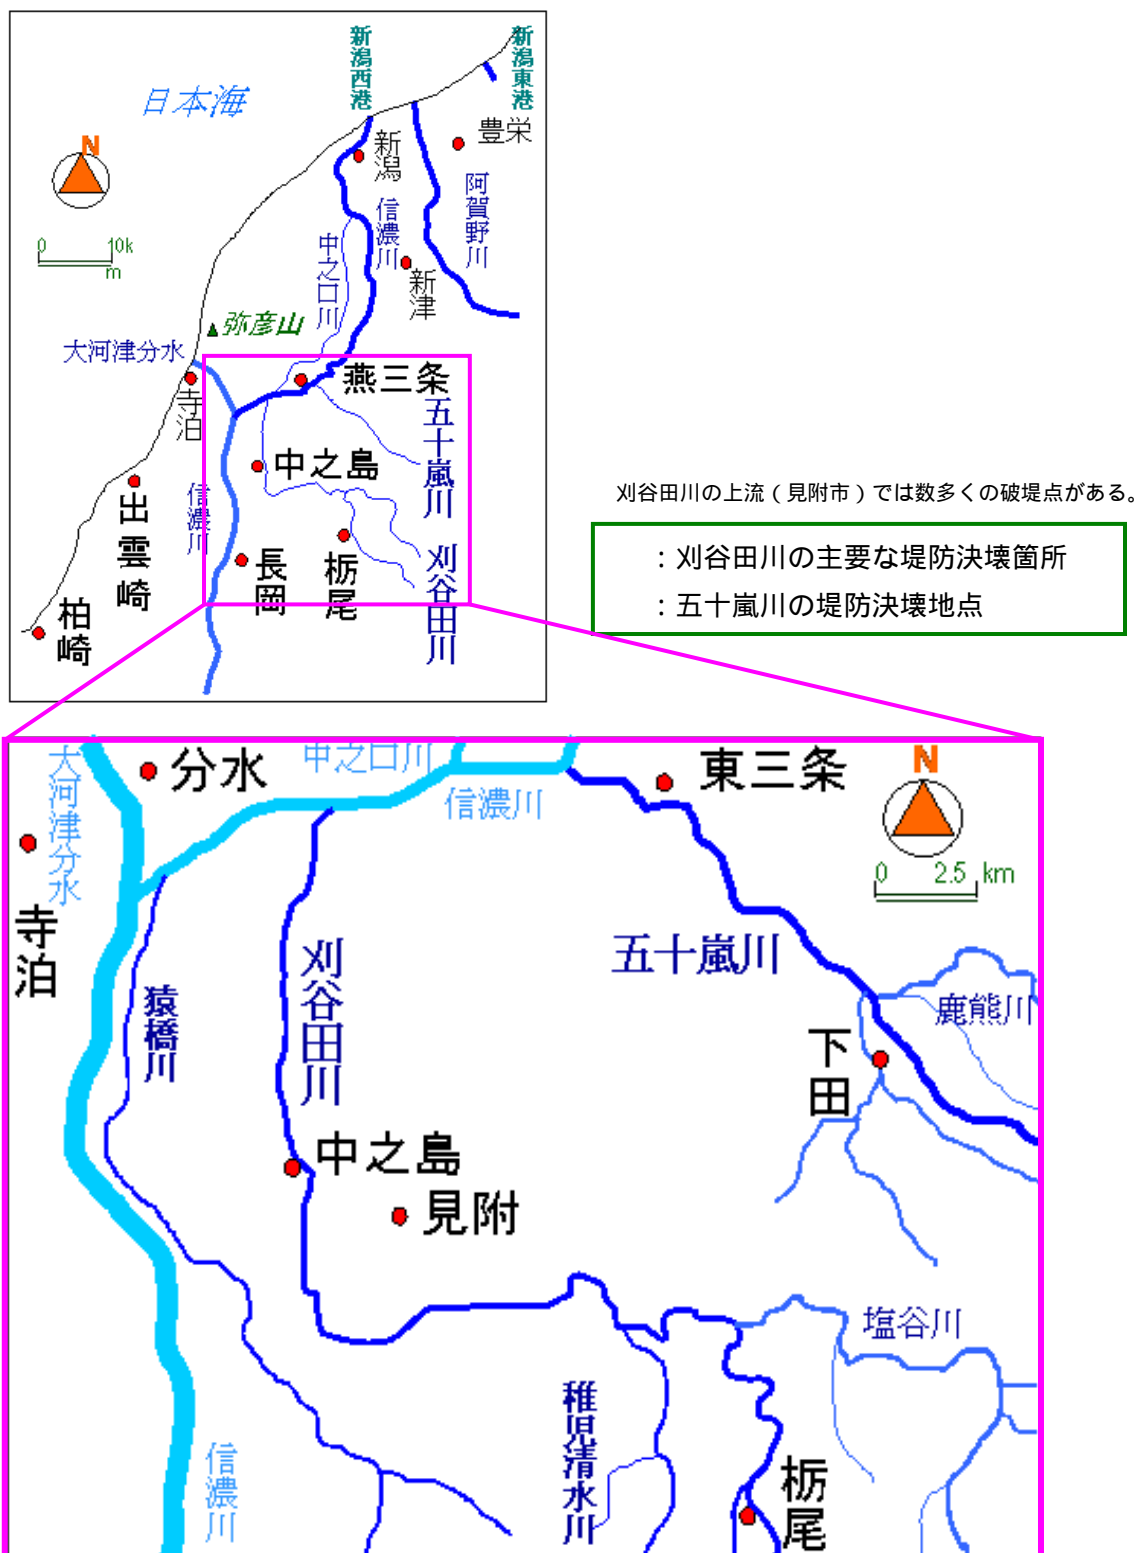 新潟西港
新潟東港
日本海
豊栄
新潟
N
阿賀野川
信濃川
中之口川
0 10k
m
新津
弥彦山
大河津分水
燕三条
寺泊
五十嵐川
中之島
信濃川
出雲崎
長岡
栃尾
刈谷田川
柏崎
刈谷田川の上流（見附市）では数多くの破堤点がある。
：刈谷田川の主要な堤防決壊箇所
：五十嵐川の堤防決壊地点
大河津分水
分水
中之口川
東三条
N
信濃川
0 2.5 km
寺泊
刈谷田川
五十嵐川
猿橋川
鹿熊川
下田
中之島
見附
塩谷川
稚児清水川
信濃川
栃尾